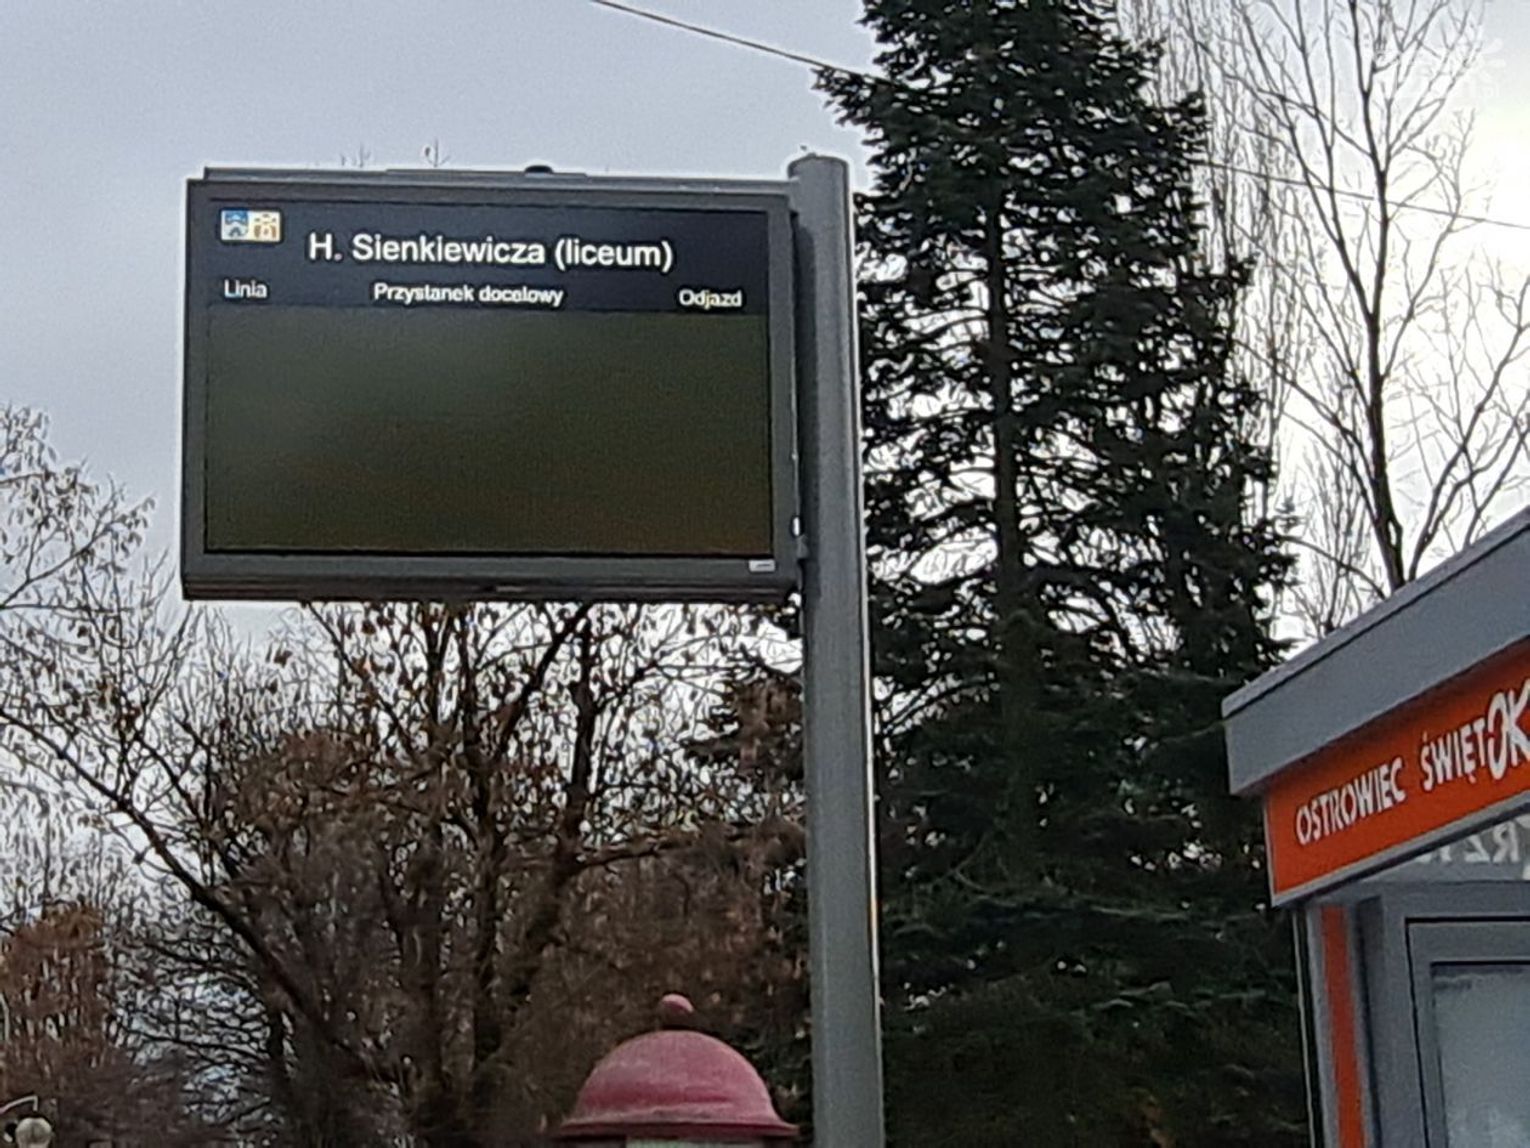 H. Sienkiewicza (liceum)
Linia Przystanek docelowy Odjazd
OSTROWIEC ŚWIĘTOK